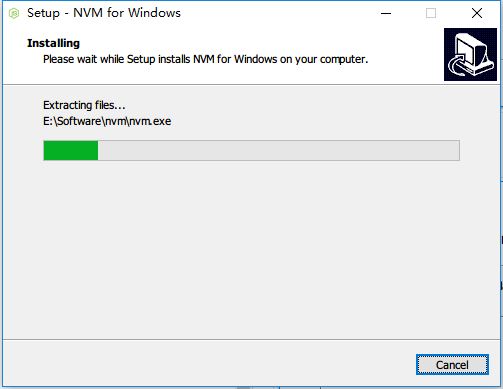 Setup - NVM for Windows
Installing
Please wait while Setup installs NVM for Windows on your computer.
Extracting files...
E:\Software\nvm\nvm.exe
Cancel